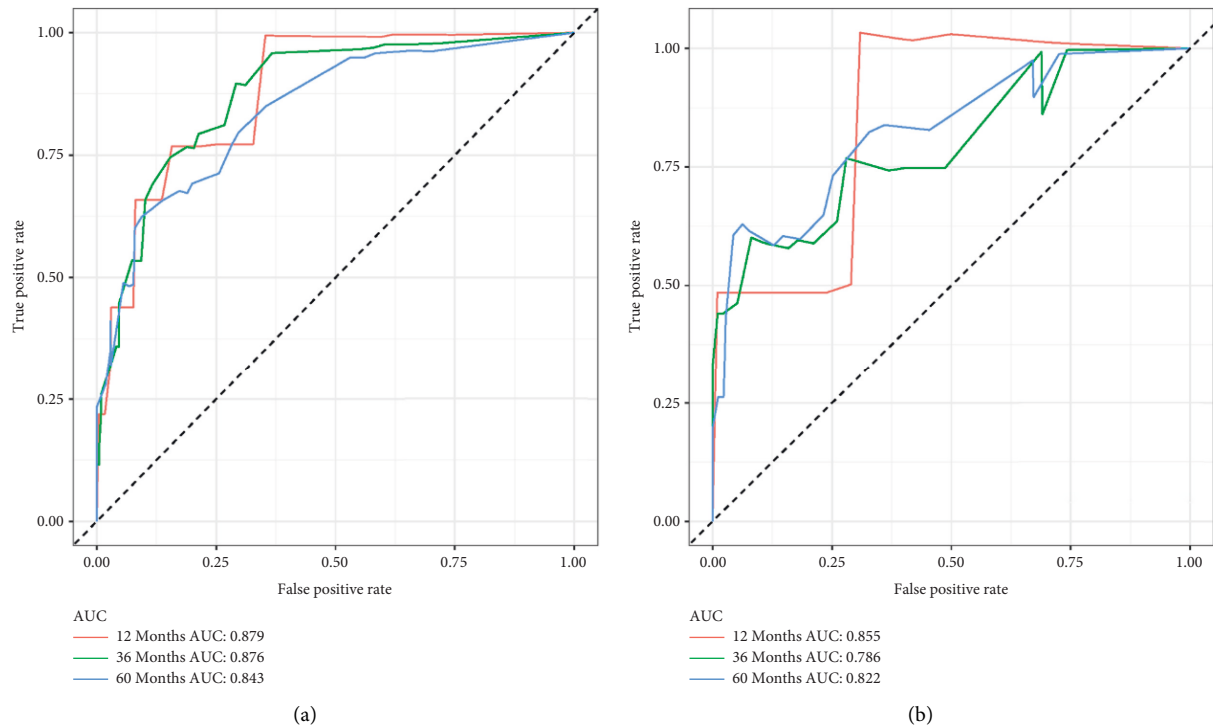 1.00
0.75
0.50
0.25
0.00
True positive rate
0.00 0.25 0.50 0.75 1.00
False positive rate
AUC
12 Months AUC: 0.879
36 Months AUC: 0.876
60 Months AUC: 0.843
(a)
1.00
0.75
0.50
0.25
0.00
True positive rate
0.00 0.25 0.50 0.75 1.00
False positive rate
AUC
12 Months AUC: 0.855
36 Months AUC: 0.786
60 Months AUC: 0.822
(b)